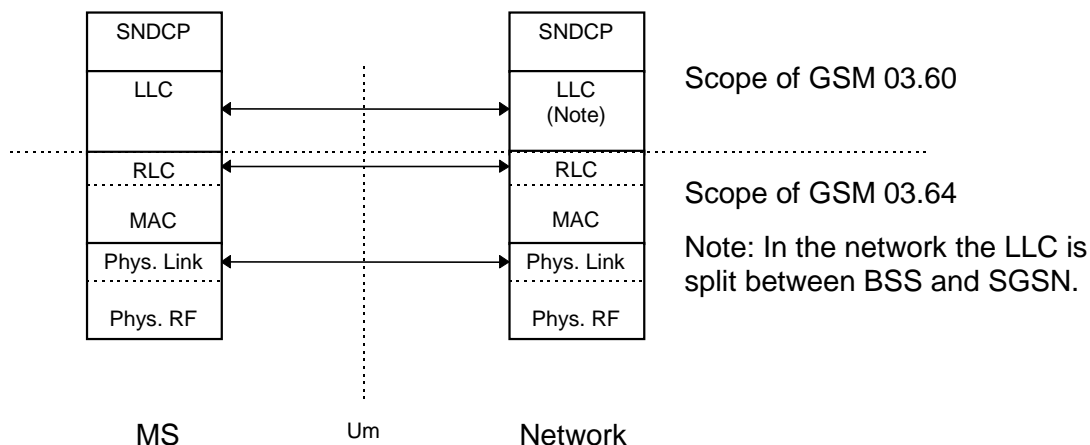 SNDCP
SNDCP
LLC
LLC
(Note)
Scope of GSM 03.60
RLC
RLC
MAC
MAC
Scope of GSM 03.64
Phys. Link
Phys. Link
Note: In the network the LLC is
split between BSS and SGSN.
Phys. RF
Phys. RF
MS
Um
Network